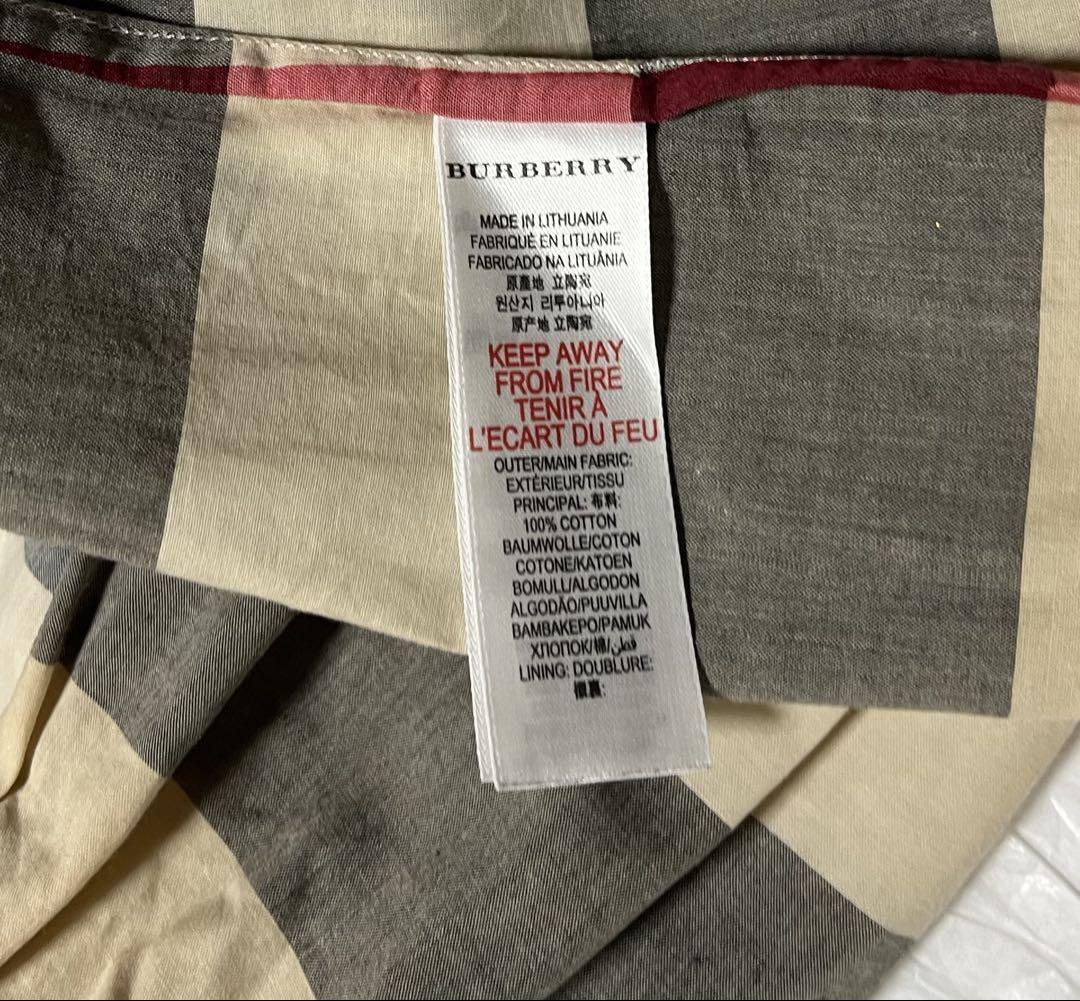 BURBERRY
MADE IN LITHUANIA
FABRIQUÉ EN LITUANIE
FABRICADO NA LITUÂNIA
原產地 立陶宛
원산지 리투아니아
原产地 立陶宛
KEEP AWAY
FROM FIRE
TENIR À
L'ECART DU FEU
OUTER/MAIN FABRIC:
EXTÉRIEUR/TISSU
PRINCIPAL: 布料:
100% COTTON
BAUMWOLLE/COTON
COTONE/KATOEN
BOMULL/ALGODON
ALGODÃO/PUUVILLA
BAMBAKEPO/PAMUK
ХЛОПОК/棉/قطن
LINING: DOUBLURE:
襯裏: